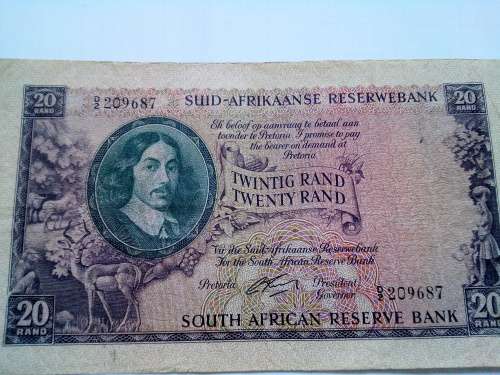 20 RAND
D/2 209687
SUID-AFRIKAANSE RESERWEBANK
20 RAND
Ek beloof op aanvraag te betaal aan
toonder te Pretoria I promise to pay
the bearer on demand at
Pretoria
TWINTIG RAND
TWENTY RAND
Vir die Suid-Afrikaanse Reserwebank
For the South African Reserve Bank
Pretoria
President
Governor
D/2 209687
20 RAND
SOUTH AFRICAN RESERVE BANK
20